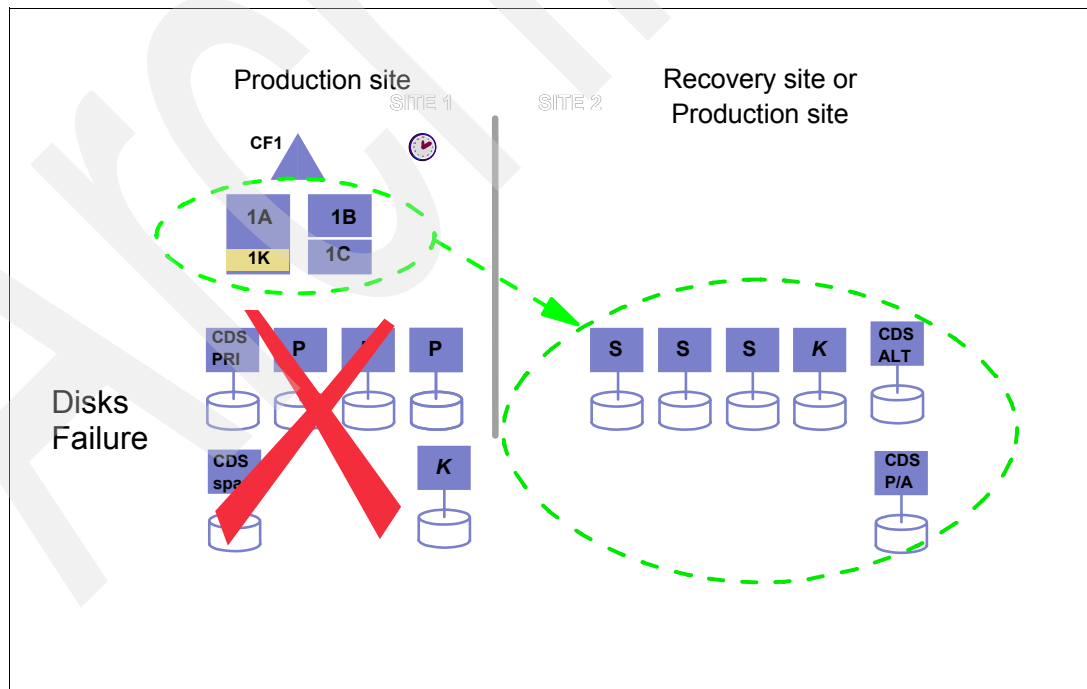 Production site
SITE 1
SITE 2
Recovery site or
Production site
CF1
1A
1B
1K
1C
CDS
PRI
P
P
S
S
S
K
CDS
ALT
Disks
Failure
CDS
K
CDS
P/A